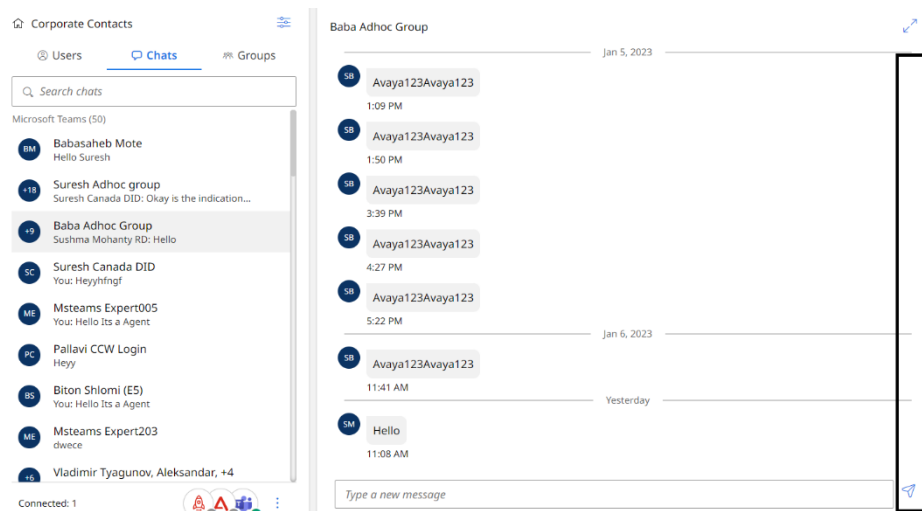 Corporate Contacts
Users
Chats
Groups
Search chats
Microsoft Teams (50)
BM
Babasaheb Mote
Hello Suresh
+18
Suresh Adhoc group
Suresh Canada DID: Okay is the indication...
+9
Baba Adhoc Group
Sushma Mohanty RD: Hello
SC
Suresh Canada DID
You: Heyyhfngf
ME
Msteams Expert005
You: Hello Its a Agent
PC
Pallavi CCW Login
Heyy
BS
Biton Shlomi (E5)
You: Hello Its a Agent
ME
Msteams Expert203
dwece
+6
Vladimir Tyagunov, Aleksandar, +4
Connected: 1
Baba Adhoc Group
Jan 5, 2023
SB
Avaya123Avaya123
1:09 PM
SB
Avaya123Avaya123
1:50 PM
SB
Avaya123Avaya123
3:39 PM
SB
Avaya123Avaya123
4:27 PM
SB
Avaya123Avaya123
5:22 PM
Jan 6, 2023
SB
Avaya123Avaya123
11:41 AM
Yesterday
SM
Hello
11:08 AM
Type a new message